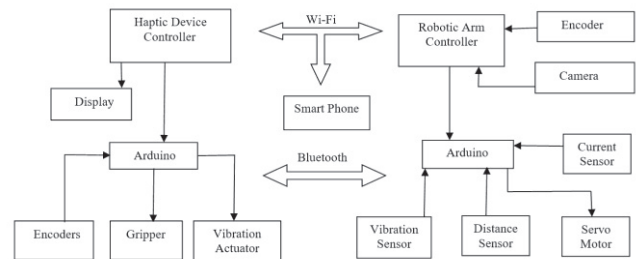 Haptic Device
Controller
Wi-Fi
Robotic Arm
Controller
Encoder
Camera
Display
Smart Phone
Arduino
Bluetooth
Arduino
Current
Sensor
Encoders
Gripper
Vibration
Actuator
Vibration
Sensor
Distance
Sensor
Servo
Motor